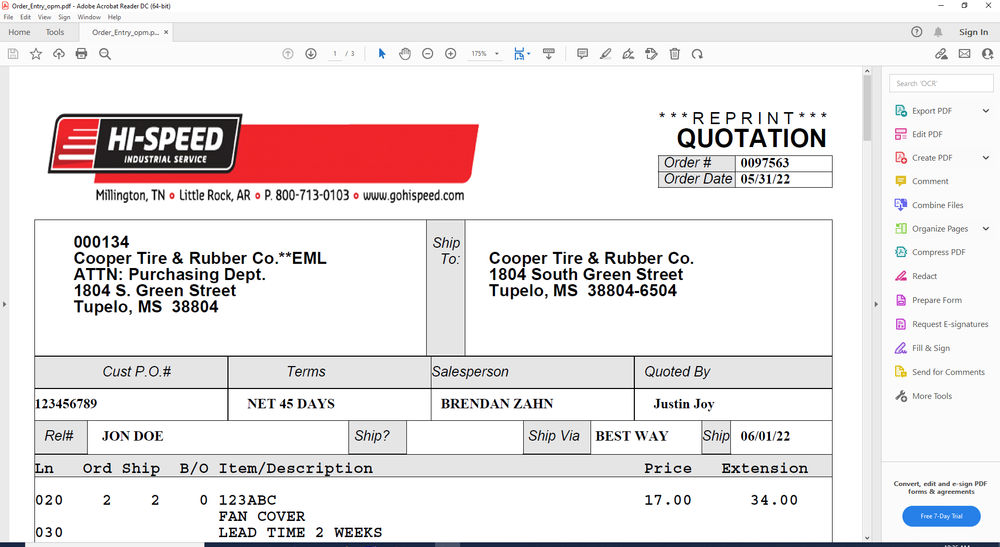 Order_Entry_opm.pdf - Adobe Acrobat Reader DC (64-bit)
File Edit View Sign Window Help
Home Tools Order_Entry_opm.p... × Sign In
1 / 3 175%
Search 'OCR'
Export PDF
Edit PDF
Create PDF
Comment
Combine Files
Organize Pages
Compress PDF
Redact
Prepare Form
Request E-signatures
Fill & Sign
Send for Comments
More Tools
Convert, edit and e-sign PDF
forms & agreements
Free 7-Day Trial
HI-SPEED
INDUSTRIAL SERVICE
Millington, TN • Little Rock, AR • P. 800-713-0103 • www.gohispeed.com
***REPRINT***
QUOTATION
Order # 0097563
Order Date 05/31/22
000134
Cooper Tire & Rubber Co.**EML
ATTN: Purchasing Dept.
1804 S. Green Street
Tupelo, MS 38804
Ship
To:
Cooper Tire & Rubber Co.
1804 South Green Street
Tupelo, MS 38804-6504
Cust P.O.# Terms Salesperson Quoted By
123456789 NET 45 DAYS BRENDAN ZAHN Justin Joy
Rel# JON DOE Ship? Ship Via BEST WAY Ship 06/01/22
Ln Ord Ship B/O Item/Description Price Extension
020 2 2 0 123ABC 17.00 34.00
FAN COVER
030 LEAD TIME 2 WEEKS